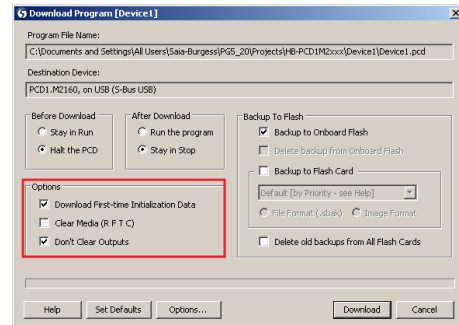 Download Program [Device1]
Program File Name:
C:\Documents and Settings\All Users\Saia-Burgess\PG5_20\Projects\HB-PCD1M2xxx\Device1\Device1.pcd
Destination Device:
PCD1.M2160, on USB (S-Bus USB)
Before Download
Stay in Run
Halt the PCD
After Download
Run the program
Stay in Stop
Options
Download First-time Initialization Data
Clear Media (R F T C)
Don't Clear Outputs
Backup To Flash
Backup to Onboard Flash
Delete backup from Onboard Flash
Backup to Flash Card
Default [by Priority - see Help]
File Format (.sbak) Image Format
Delete old backups from All Flash Cards
Help Set Defaults Options... Download Cancel